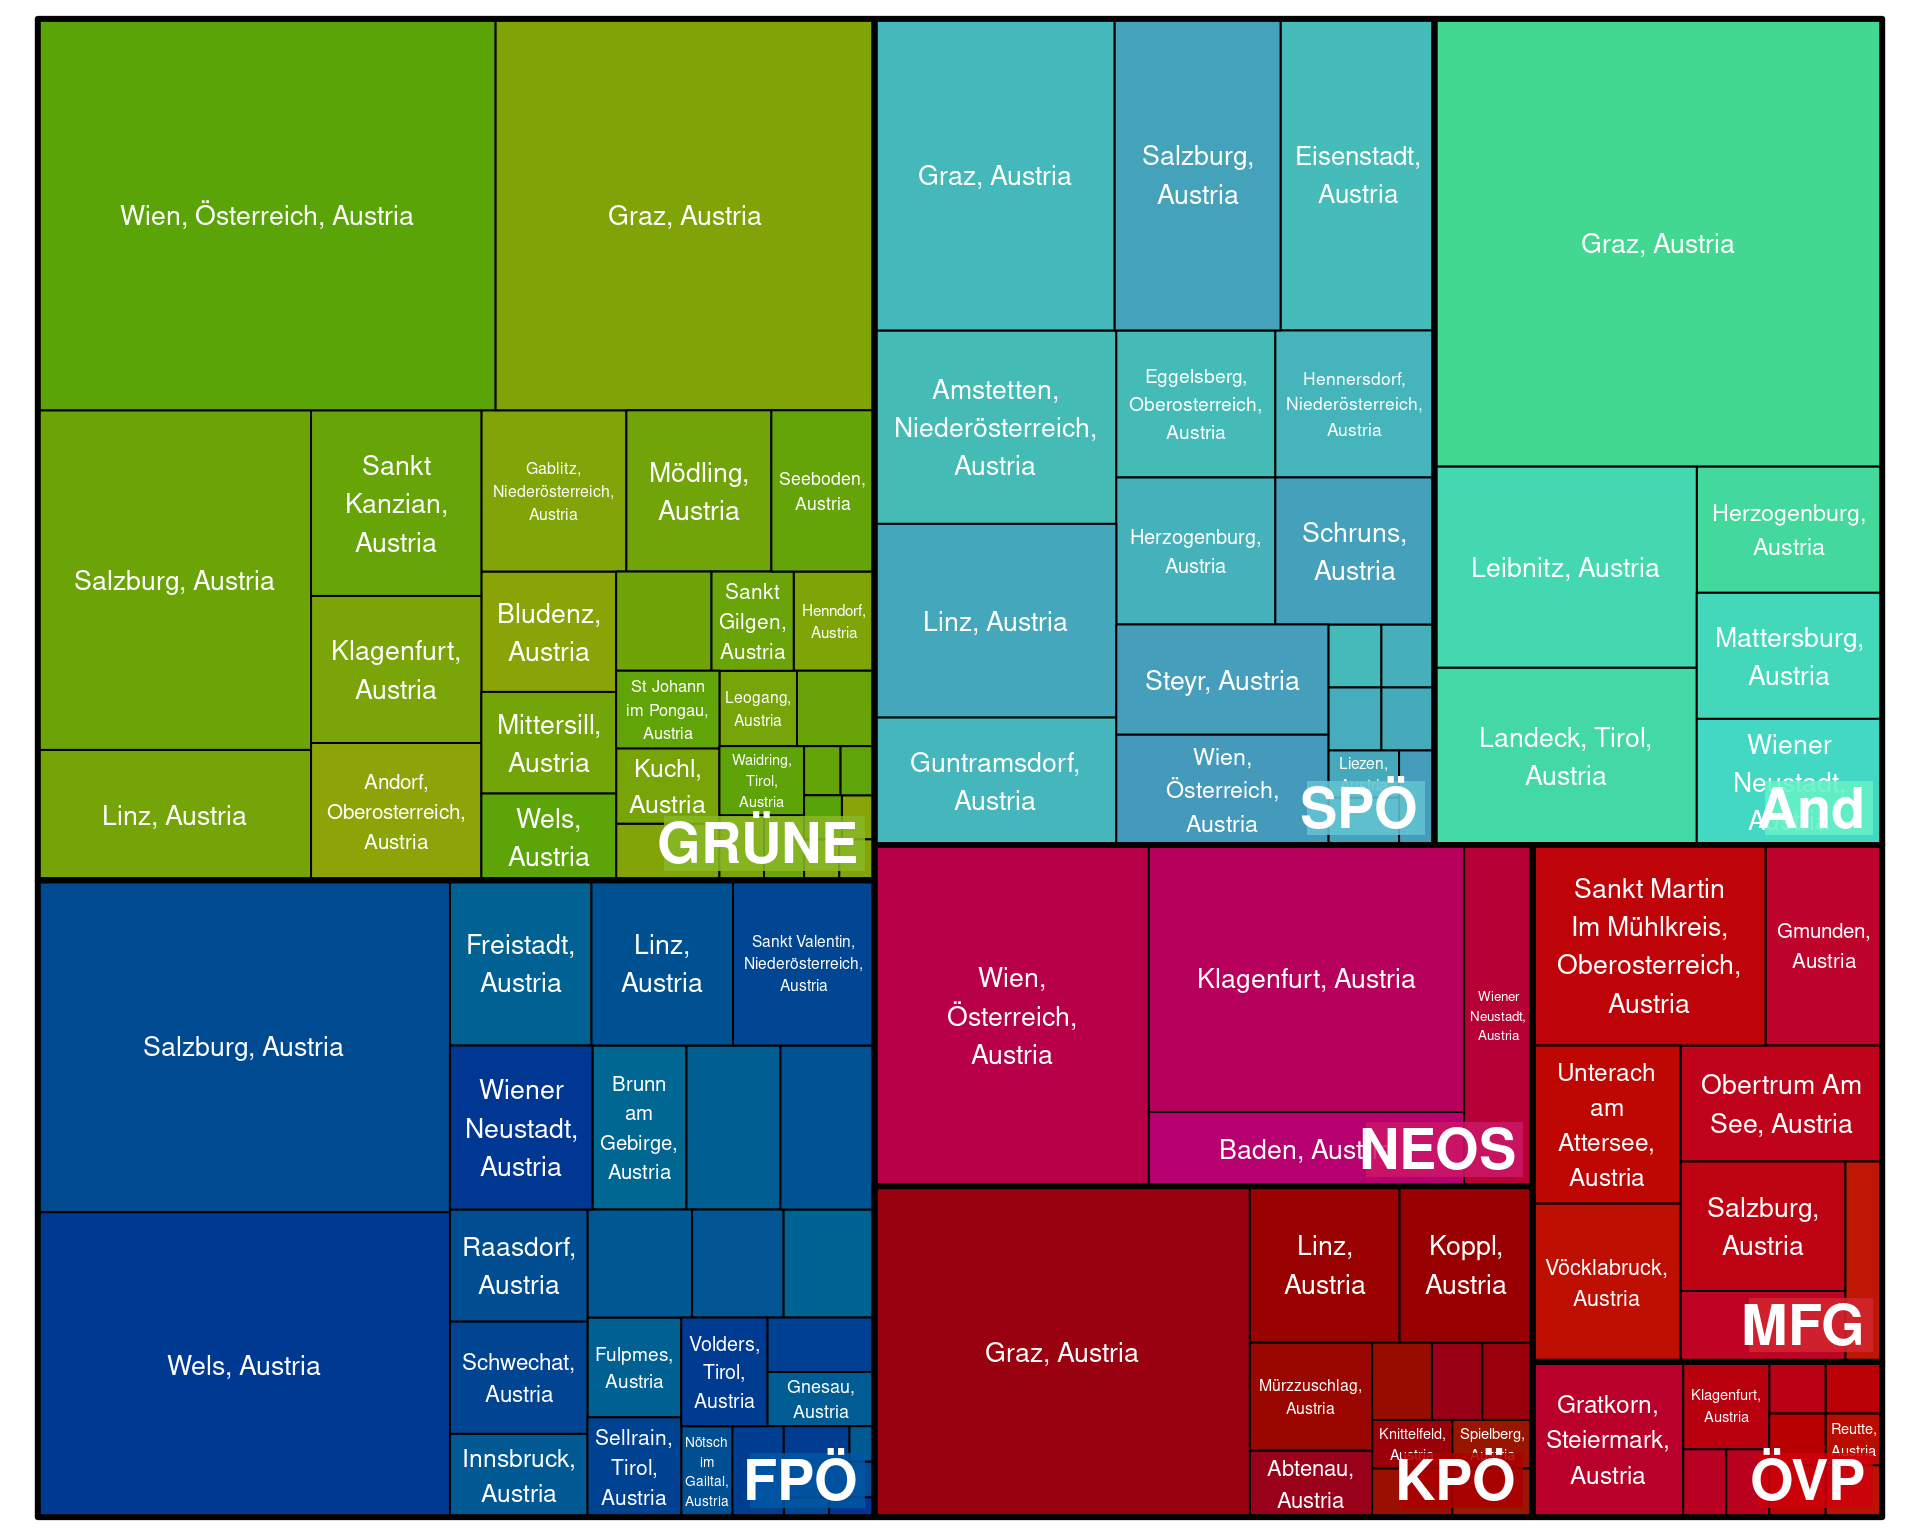 Wien, Österreich, Austria
Graz, Austria
Salzburg, Austria
Sankt
Kanzian,
Austria
Gablitz,
Niederösterreich,
Austria
Mödling,
Austria
Seeboden,
Austria
Klagenfurt,
Austria
Bludenz,
Austria
Sankt
Gilgen,
Austria
Henndorf,
Austria
Mittersill,
Austria
St Johann
im Pongau,
Austria
Leogang,
Austria
Linz, Austria
Andorf,
Oberosterreich,
Austria
Wels,
Austria
Kuchl,
Austria
Waidring,
Tirol,
Austria
GRÜNE
Graz, Austria
Salzburg,
Austria
Eisenstadt,
Austria
Amstetten,
Niederösterreich,
Austria
Eggelsberg,
Oberosterreich,
Austria
Hennersdorf,
Niederösterreich,
Austria
Linz, Austria
Herzogenburg,
Austria
Schruns,
Austria
Steyr, Austria
Guntramsdorf,
Austria
Wien,
Österreich,
Austria
Liezen,
Austria
SPÖ
Graz, Austria
Leibnitz, Austria
Herzogenburg,
Austria
Mattersburg,
Austria
Landeck, Tirol,
Austria
Wiener
Neustadt,
Austria
And
Salzburg, Austria
Freistadt,
Austria
Linz,
Austria
Sankt Valentin,
Niederösterreich,
Austria
Wiener
Neustadt,
Austria
Brunn
am
Gebirge,
Austria
Wels, Austria
Raasdorf,
Austria
Schwechat,
Austria
Fulpmes,
Austria
Volders,
Tirol,
Austria
Gnesau,
Austria
Innsbruck,
Austria
Sellrain,
Tirol,
Austria
Nötsch
im
Gailtal,
Austria
FPÖ
Wien,
Österreich,
Austria
Klagenfurt, Austria
Wiener
Neustadt,
Austria
Baden, Austria
NEOS
Graz, Austria
Linz,
Austria
Koppl,
Austria
Mürzzuschlag,
Austria
Knittelfeld,
Austria
Spielberg,
Austria
Abtenau,
Austria
KPÖ
Sankt Martin
Im Mühlkreis,
Oberosterreich,
Austria
Gmunden,
Austria
Unterach
am
Attersee,
Austria
Obertrum Am
See, Austria
Salzburg,
Austria
Vöcklabruck,
Austria
MFG
Gratkorn,
Steiermark,
Austria
Klagenfurt,
Austria
Reutte,
Austria
ÖVP